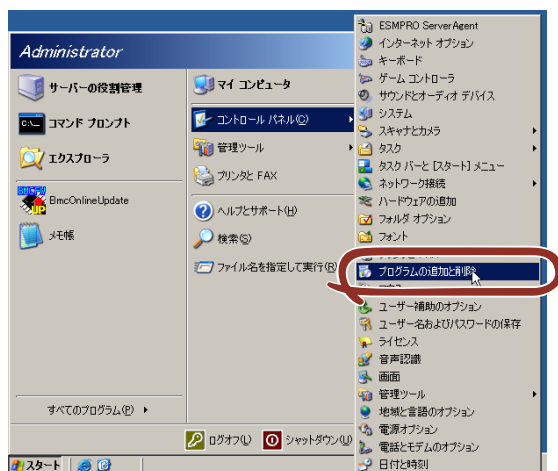 Administrator
サーバーの役割管理
コマンド プロンプト
エクスプローラ
BmcOnlineUpdate
メモ帳
すべてのプログラム(P)
マイ コンピュータ
コントロール パネル(C)
管理ツール
プリンタと FAX
ヘルプとサポート(H)
検索(S)
ファイル名を指定して実行(R)
ログオフ(L)
シャットダウン(U)
スタート
ESMPRO ServerAgent
インターネット オプション
キーボード
ゲーム コントローラ
サウンドとオーディオ デバイス
システム
スキャナとカメラ
タスク
タスク バーと [スタート] メニュー
ネットワーク接続
ハードウェアの追加
フォルダ オプション
フォント
プログラムの追加と削除
ユーザー補助のオプション
ユーザー名およびパスワードの保存
ライセンス
音声認識
画面
管理ツール
地域と言語のオプション
電源オプション
電話とモデムのオプション
日付と時刻